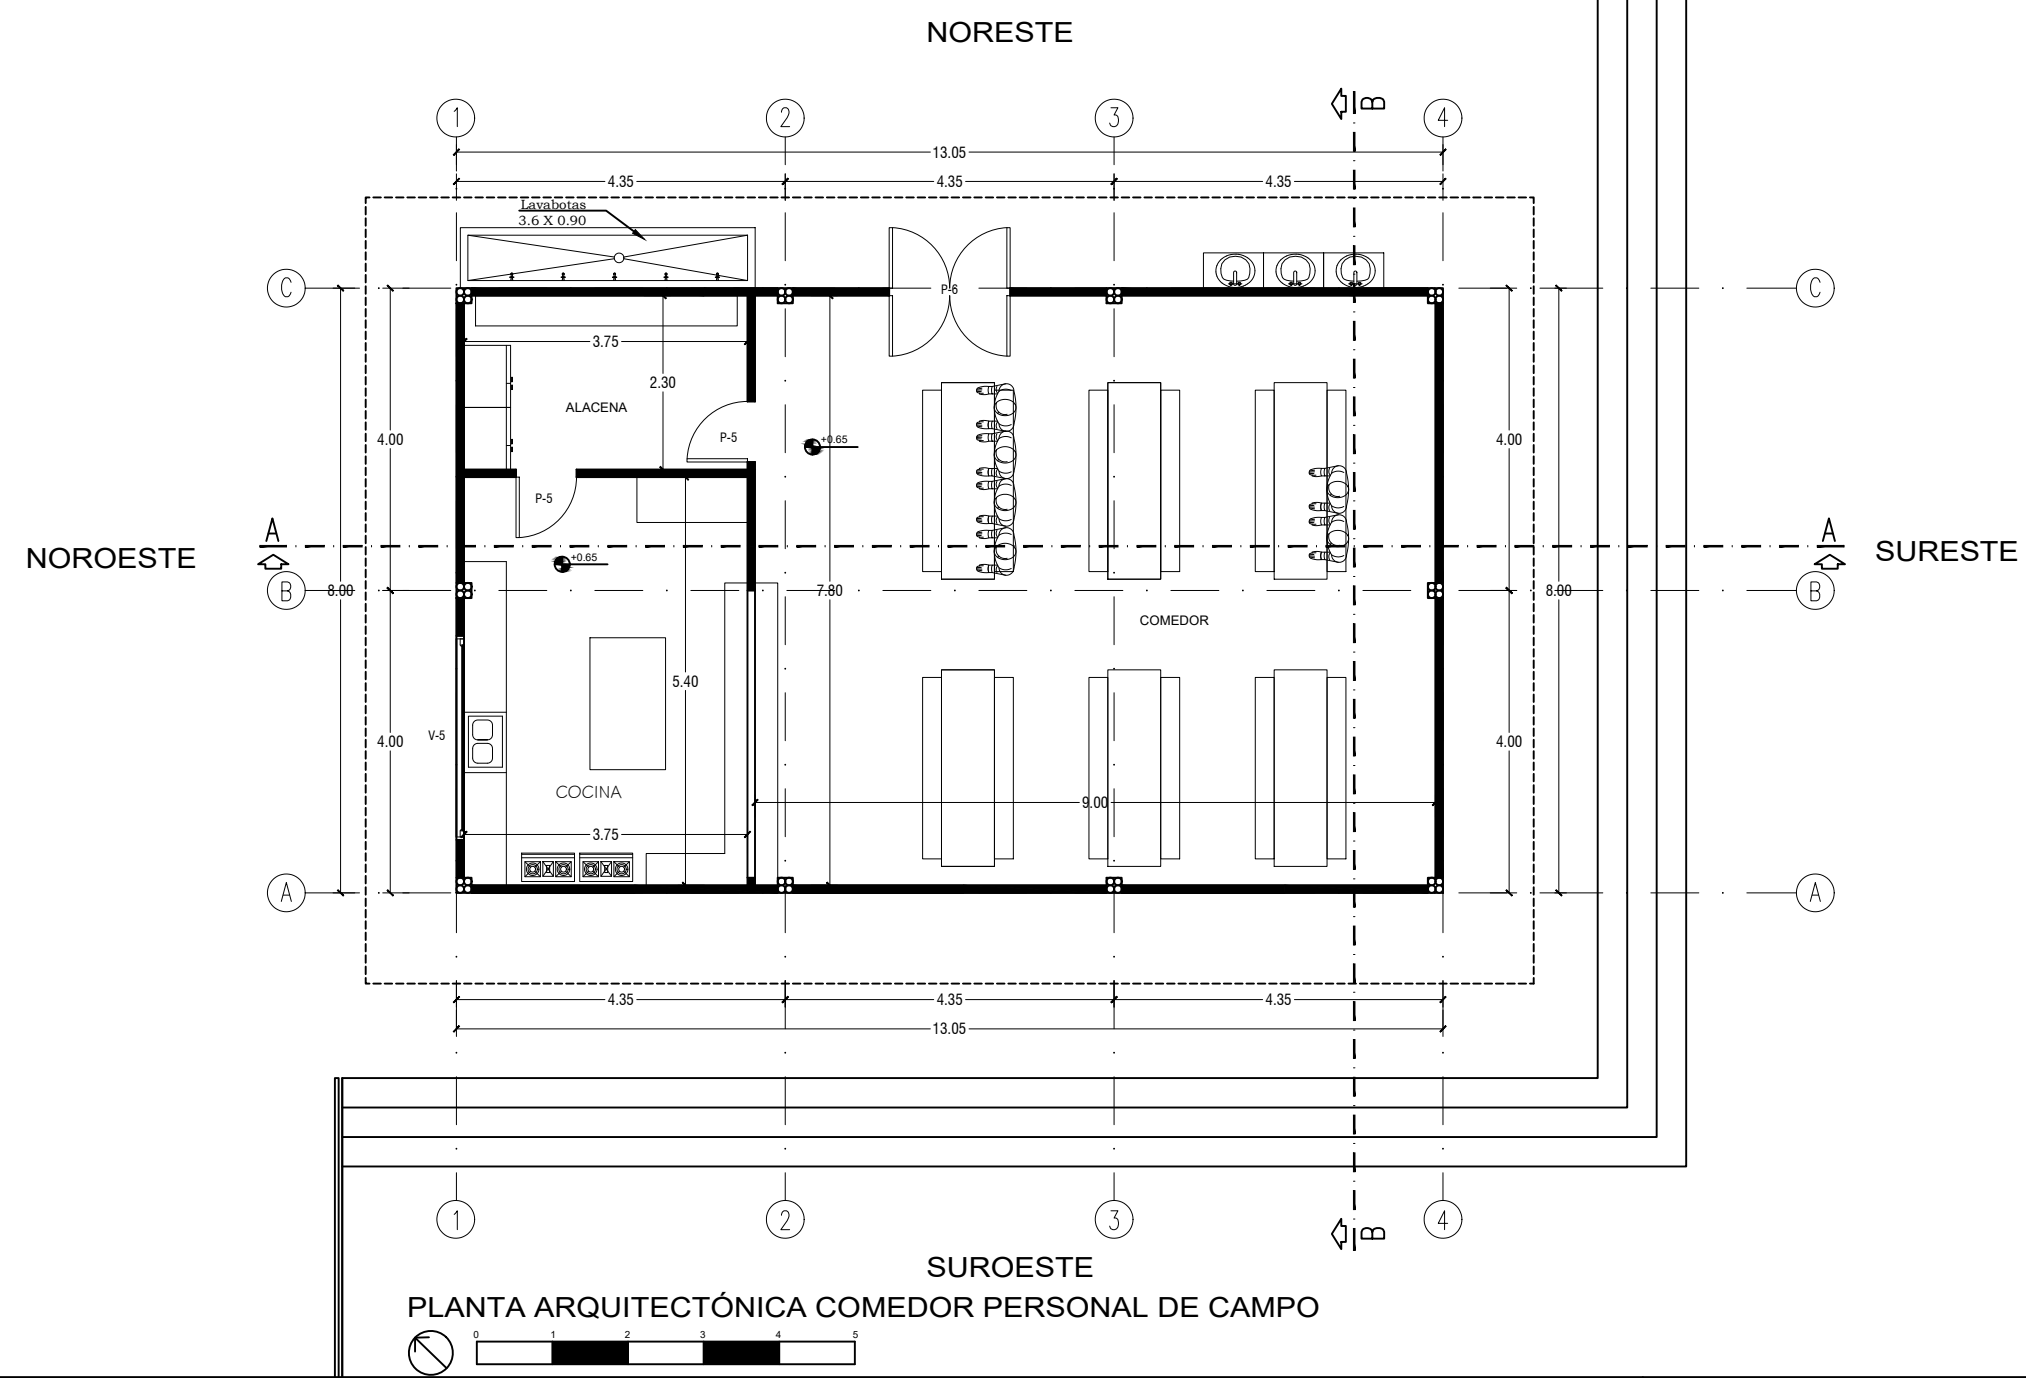 NORESTE
1 2 3 B 4
13.05
4.35 4.35 4.35
Lavabotas
3.6 X 0.90
C P-6 C
3.75
2.30
ALACENA
4.00 P-5 +0.65 4.00
P-5
A A
NOROESTE +0.65 SURESTE
B 8.00 7.80 8.00 B
COMEDOR
5.40
V-5 4.00 4.00
COCINA 9.00
3.75
A A
4.35 4.35 4.35
13.05
1 2 3 B 4
SUROESTE
PLANTA ARQUITECTÓNICA COMEDOR PERSONAL DE CAMPO
0 1 2 3 4 5